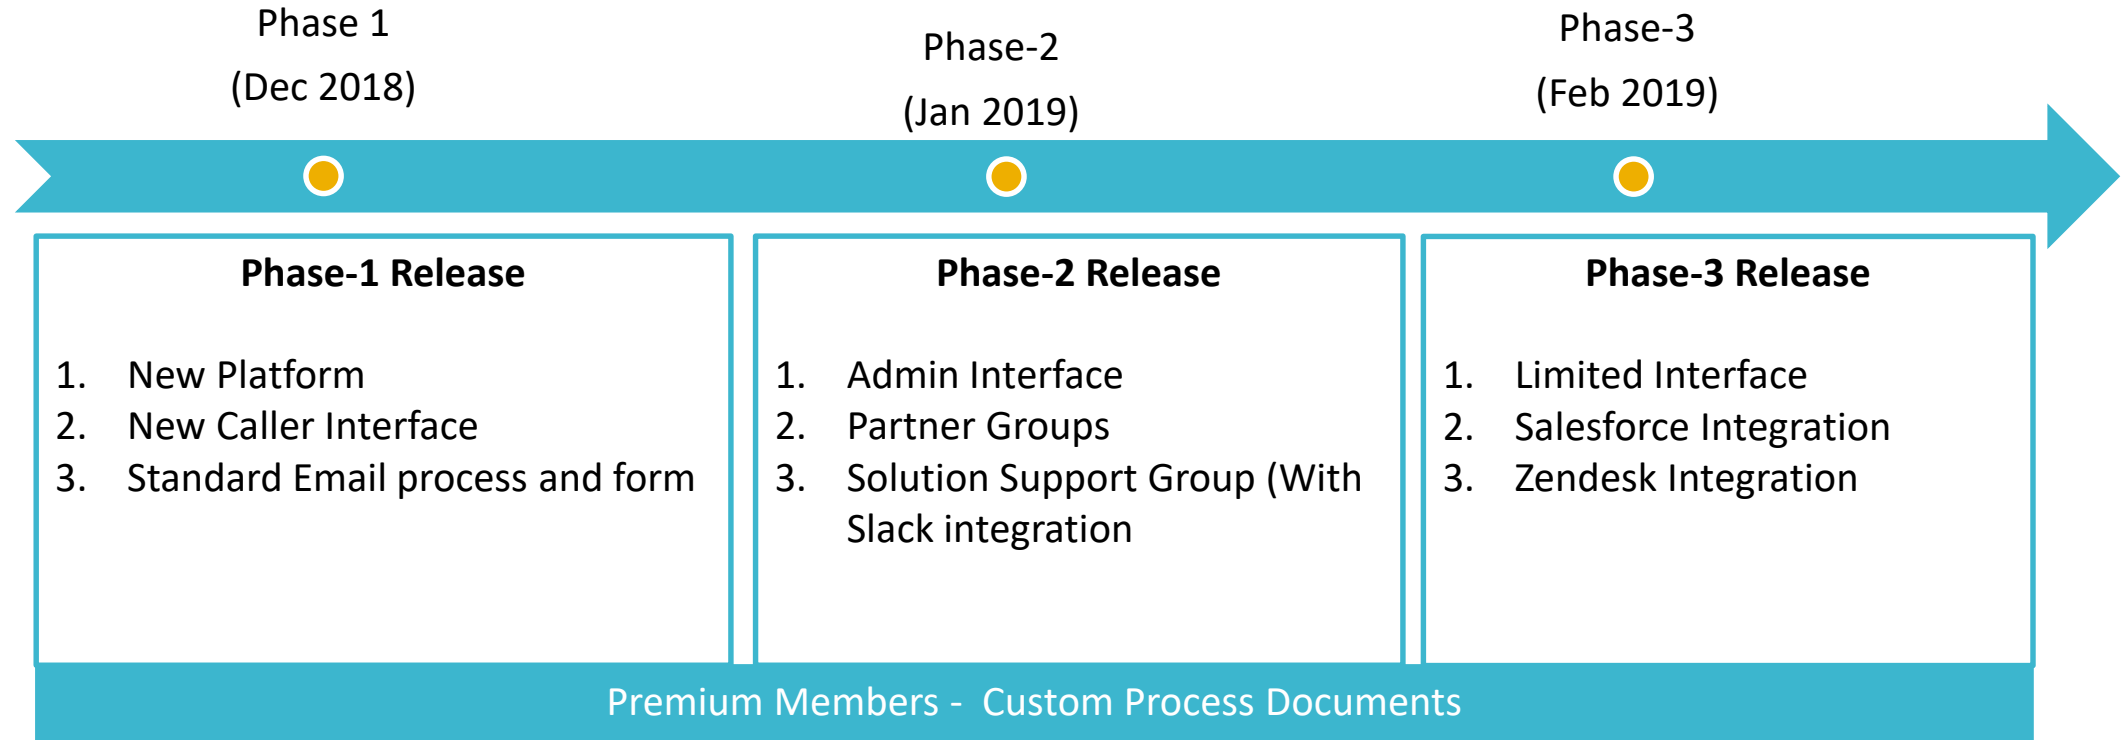 Phase 1
(Dec 2018)
Phase-2
(Jan 2019)
Phase-3
(Feb 2019)
Phase-1 Release
1. New Platform
2. New Caller Interface
3. Standard Email process and form
Phase-2 Release
1. Admin Interface
2. Partner Groups
3. Solution Support Group (With
Slack integration
Phase-3 Release
1. Limited Interface
2. Salesforce Integration
3. Zendesk Integration
Premium Members - Custom Process Documents